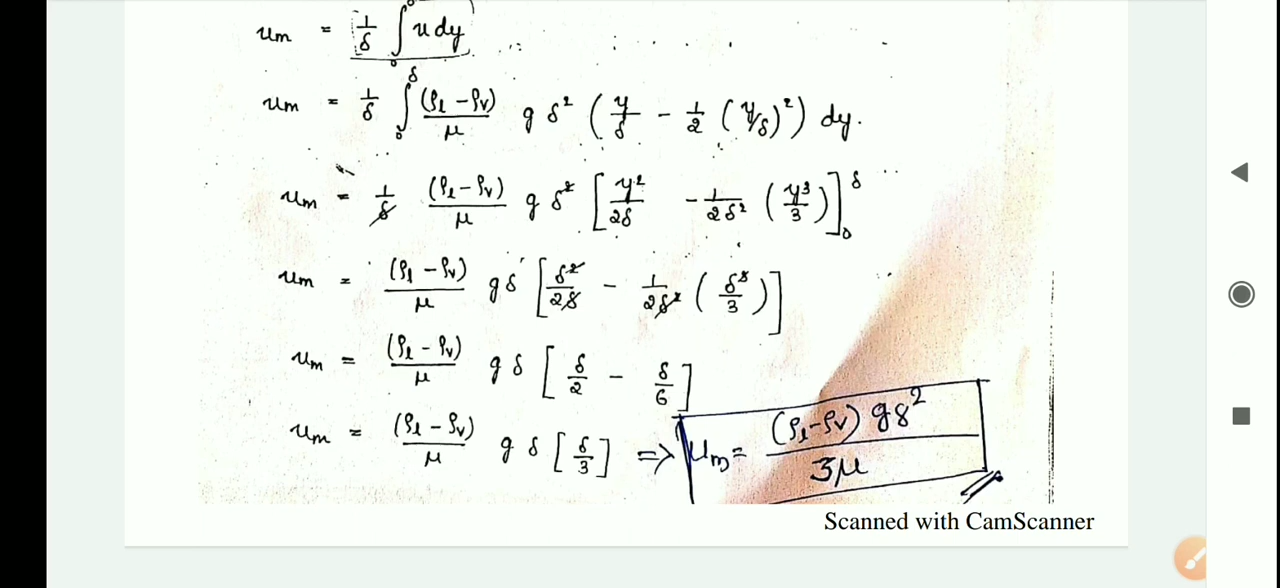 um = 1/δ ∫₀^δ u dy
um = 1/δ ∫₀^δ (ρl - ρv)/μ g δ² (y/δ - 1/2 (y/δ)²) dy.
um = 1/δ (ρl - ρv)/μ g δ² [y²/2δ - 1/2δ² (y³/3)]₀^δ
um = (ρl - ρv)/μ g δ [δ²/2δ - 1/2δ² (δ³/3)]
um = (ρl - ρv)/μ g δ [δ/2 - δ/6]
um = (ρl - ρv)/μ g δ [δ/3] => um = (ρl - ρv) g δ²/3μ
Scanned with CamScanner